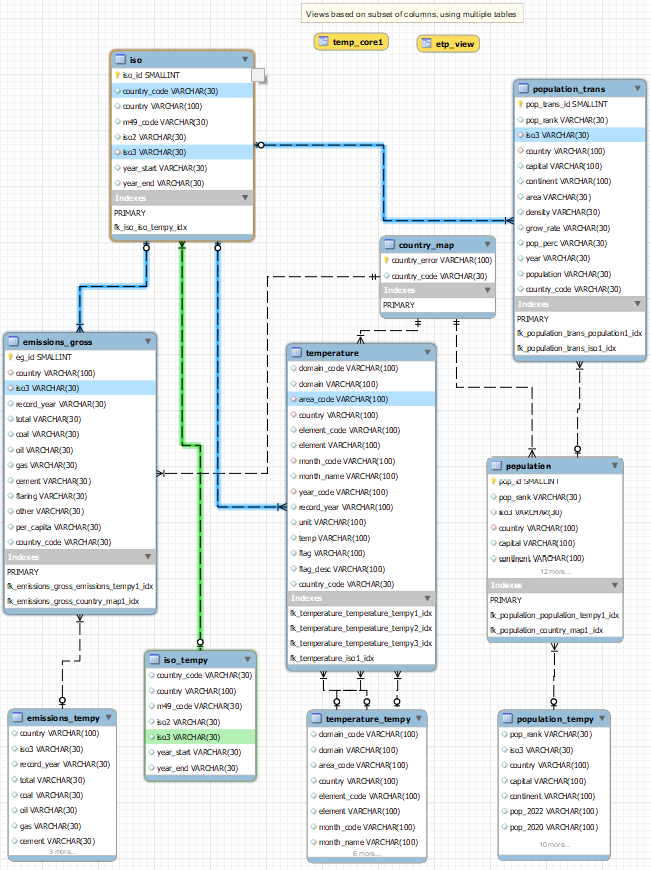 Views based on subset of columns, using multiple tables
temp_core1
etp_view
iso
iso_id SMALLINT
country_code VARCHAR(30)
country VARCHAR(100)
m49_code VARCHAR(30)
iso2 VARCHAR(30)
iso3 VARCHAR(30)
year_start VARCHAR(30)
year_end VARCHAR(30)
Indexes
PRIMARY
fk_iso_iso_tempy_idx
population_trans
pop_trans_id SMALLINT
pop_rank VARCHAR(30)
iso3 VARCHAR(30)
country VARCHAR(100)
capital VARCHAR(100)
continent VARCHAR(100)
area VARCHAR(30)
density VARCHAR(30)
grow_rate VARCHAR(30)
pop_perc VARCHAR(30)
year VARCHAR(30)
population VARCHAR(30)
country_code VARCHAR(30)
Indexes
PRIMARY
fk_population_trans_population1_idx
fk_population_trans_iso1_idx
country_map
country_error VARCHAR(100)
country_code VARCHAR(30)
Indexes
PRIMARY
emissions_gross
eg_id SMALLINT
country VARCHAR(100)
iso3 VARCHAR(30)
record_year VARCHAR(30)
total VARCHAR(30)
coal VARCHAR(30)
oil VARCHAR(30)
gas VARCHAR(30)
cement VARCHAR(30)
flaring VARCHAR(30)
other VARCHAR(30)
per_capita VARCHAR(30)
country_code VARCHAR(30)
Indexes
PRIMARY
fk_emissions_gross_emissions_tempy1_idx
fk_emissions_gross_country_map1_idx
temperature
domain_code VARCHAR(100)
domain VARCHAR(100)
area_code VARCHAR(100)
country VARCHAR(100)
element_code VARCHAR(100)
element VARCHAR(100)
month_code VARCHAR(100)
month_name VARCHAR(100)
year_code VARCHAR(100)
record_year VARCHAR(100)
unit VARCHAR(100)
temp VARCHAR(100)
flag VARCHAR(100)
flag_desc VARCHAR(100)
country_code VARCHAR(30)
Indexes
fk_temperature_temperature_tempy1_idx
fk_temperature_temperature_tempy2_idx
fk_temperature_temperature_tempy3_idx
fk_temperature_iso1_idx
population
pop_id SMALLINT
pop_rank VARCHAR(30)
iso3 VARCHAR(30)
country VARCHAR(100)
capital VARCHAR(100)
continent VARCHAR(100)
12 more...
Indexes
PRIMARY
fk_population_population_tempy1_idx
fk_population_country_map1_idx
iso_tempy
country_code VARCHAR(30)
country VARCHAR(100)
m49_code VARCHAR(30)
iso2 VARCHAR(30)
iso3 VARCHAR(30)
year_start VARCHAR(30)
year_end VARCHAR(30)
emissions_tempy
country VARCHAR(100)
iso3 VARCHAR(30)
record_year VARCHAR(30)
total VARCHAR(30)
coal VARCHAR(30)
oil VARCHAR(30)
gas VARCHAR(30)
cement VARCHAR(30)
3 more...
temperature_tempy
domain_code VARCHAR(100)
domain VARCHAR(100)
area_code VARCHAR(100)
country VARCHAR(100)
element_code VARCHAR(100)
element VARCHAR(100)
month_code VARCHAR(100)
month_name VARCHAR(100)
6 more...
population_tempy
pop_rank VARCHAR(30)
iso3 VARCHAR(30)
country VARCHAR(100)
capital VARCHAR(100)
continent VARCHAR(100)
pop_2022 VARCHAR(100)
pop_2020 VARCHAR(100)
10 more...